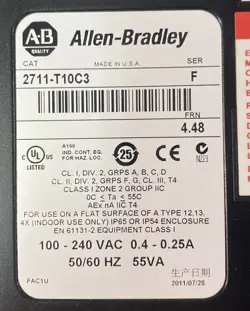 A·B
QUALITY
Allen-Bradley
CAT
MADE IN U.S.A.
SER
2711-T10C3
F
FRN
4.48
UL
LISTED
A196
IND. CONT. EQ.
FOR HAZ. LOC.
25
N223
CL. I, DIV. 2, GRPS A, B, C, D
CL. II, DIV. 2, GRPS F, G, CL. III, T4
CLASS I ZONE 2 GROUP IIC
0C ≤ Ta ≤ 55C
AEx nA IIC T4
FOR USE ON A FLAT SURFACE OF A TYPE 12,13,
4X (INDOOR USE ONLY) IP65 OR IP54 ENCLOSURE
EN 61131-2 EQUIPMENT CLASS I
100 - 240 VAC 0.4 - 0.25A
50/60 HZ 55VA
FAC1U
生产日期
2011/07/28